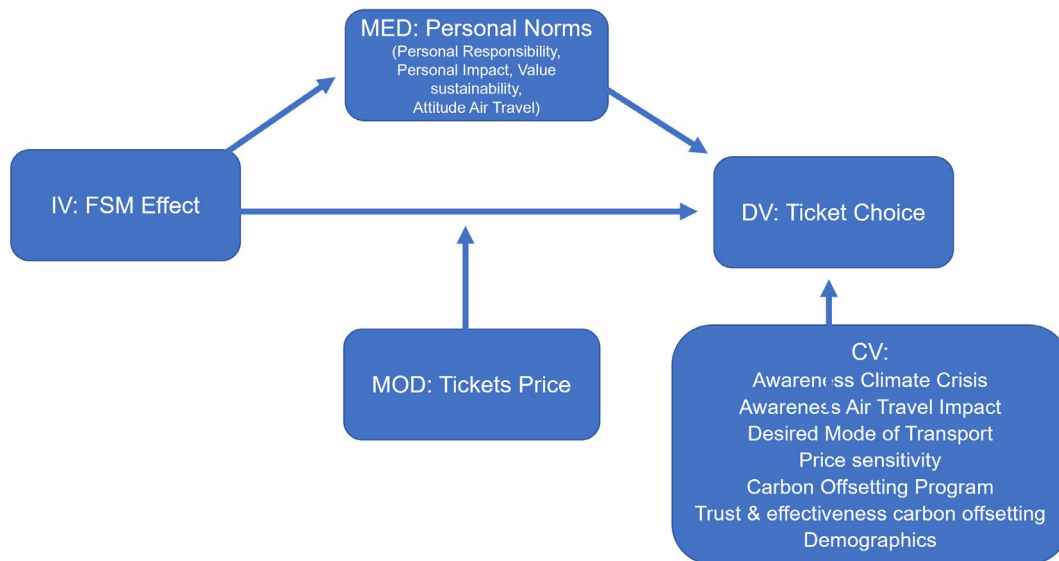 MED: Personal Norms
(Personal Responsibility,
Personal Impact, Value
sustainability,
Attitude Air Travel)
IV: FSM Effect
DV: Ticket Choice
MOD: Tickets Price
CV:
Awareness Climate Crisis
Awareness Air Travel Impact
Desired Mode of Transport
Price sensitivity
Carbon Offsetting Program
Trust & effectiveness carbon offsetting
Demographics